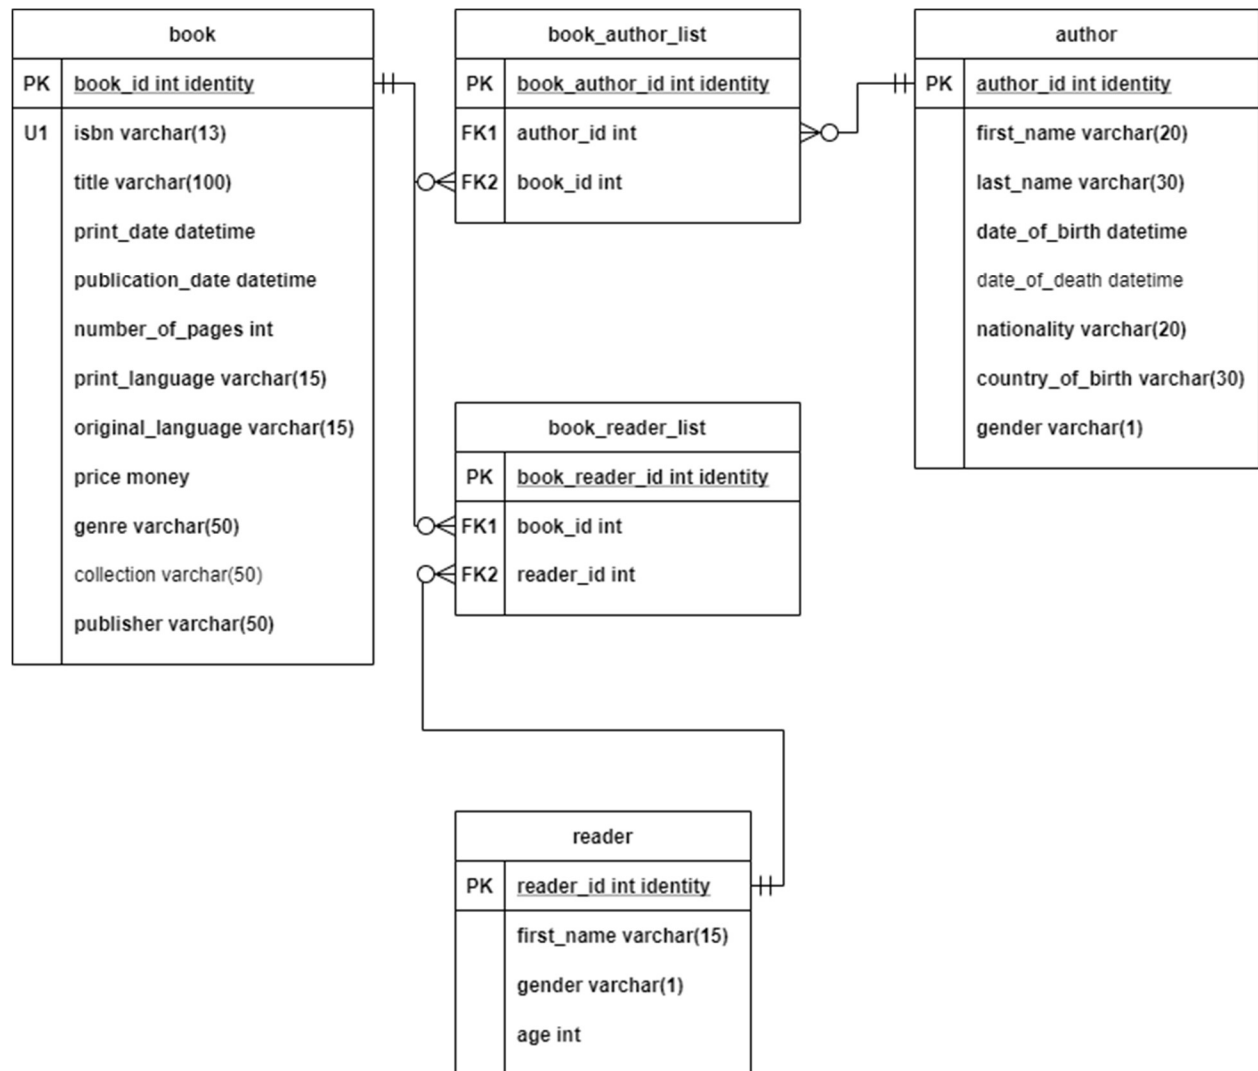 book
PK book_id int identity
U1 isbn varchar(13)
title varchar(100)
print_date datetime
publication_date datetime
number_of_pages int
print_language varchar(15)
original_language varchar(15)
price money
genre varchar(50)
collection varchar(50)
publisher varchar(50)
book_author_list
PK book_author_id int identity
FK1 author_id int
FK2 book_id int
author
PK author_id int identity
first_name varchar(20)
last_name varchar(30)
date_of_birth datetime
date_of_death datetime
nationality varchar(20)
country_of_birth varchar(30)
gender varchar(1)
book_reader_list
PK book_reader_id int identity
FK1 book_id int
FK2 reader_id int
reader
PK reader_id int identity
first_name varchar(15)
gender varchar(1)
age int